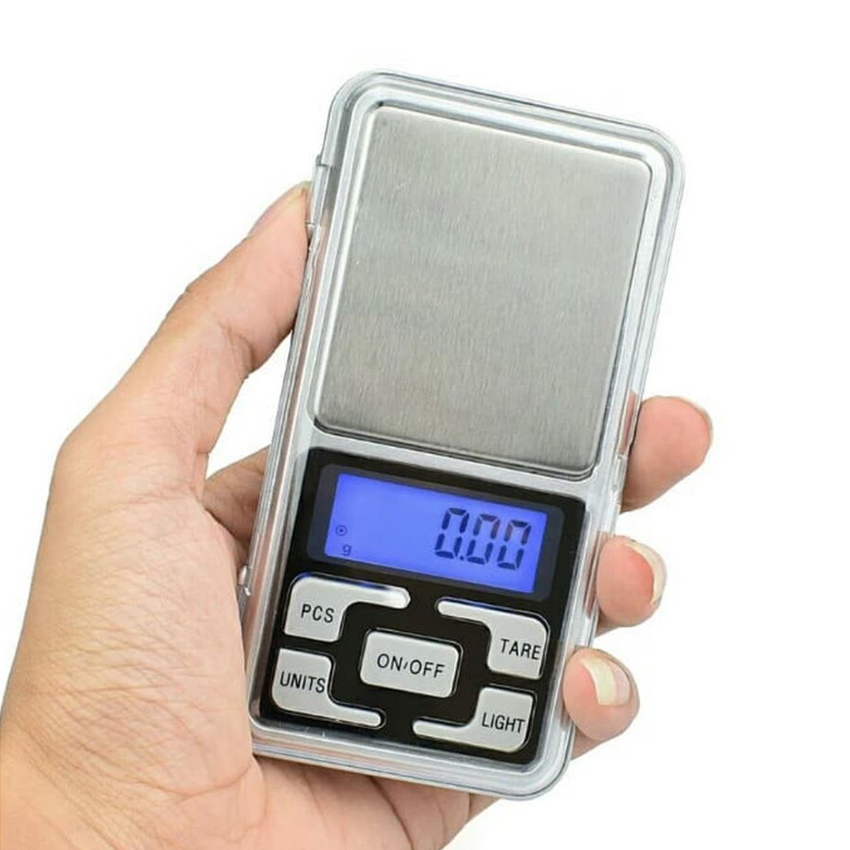 0.00
g
PCS
TARE
ON/OFF
UNITS
LIGHT